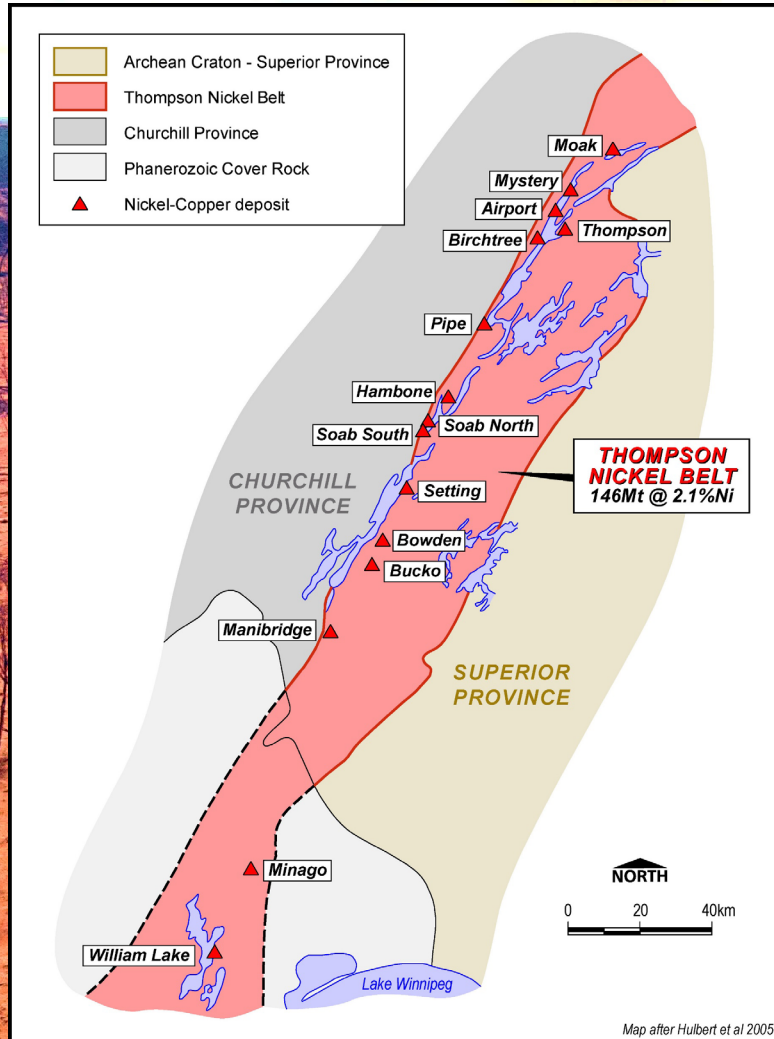 Archean Craton - Superior Province
Thompson Nickel Belt
Churchill Province
Phanerozoic Cover Rock
Nickel-Copper deposit
Moak
Mystery
Airport
Thompson
Birchtree
Pipe
Hambone
Soab North
Soab South
THOMPSON
NICKEL BELT
146Mt @ 2.1%Ni
CHURCHILL
PROVINCE
Setting
Bowden
Bucko
Manibridge
SUPERIOR
PROVINCE
Minago
NORTH
0 20 40km
William Lake
Lake Winnipeg
Map after Hulbert et al 2005